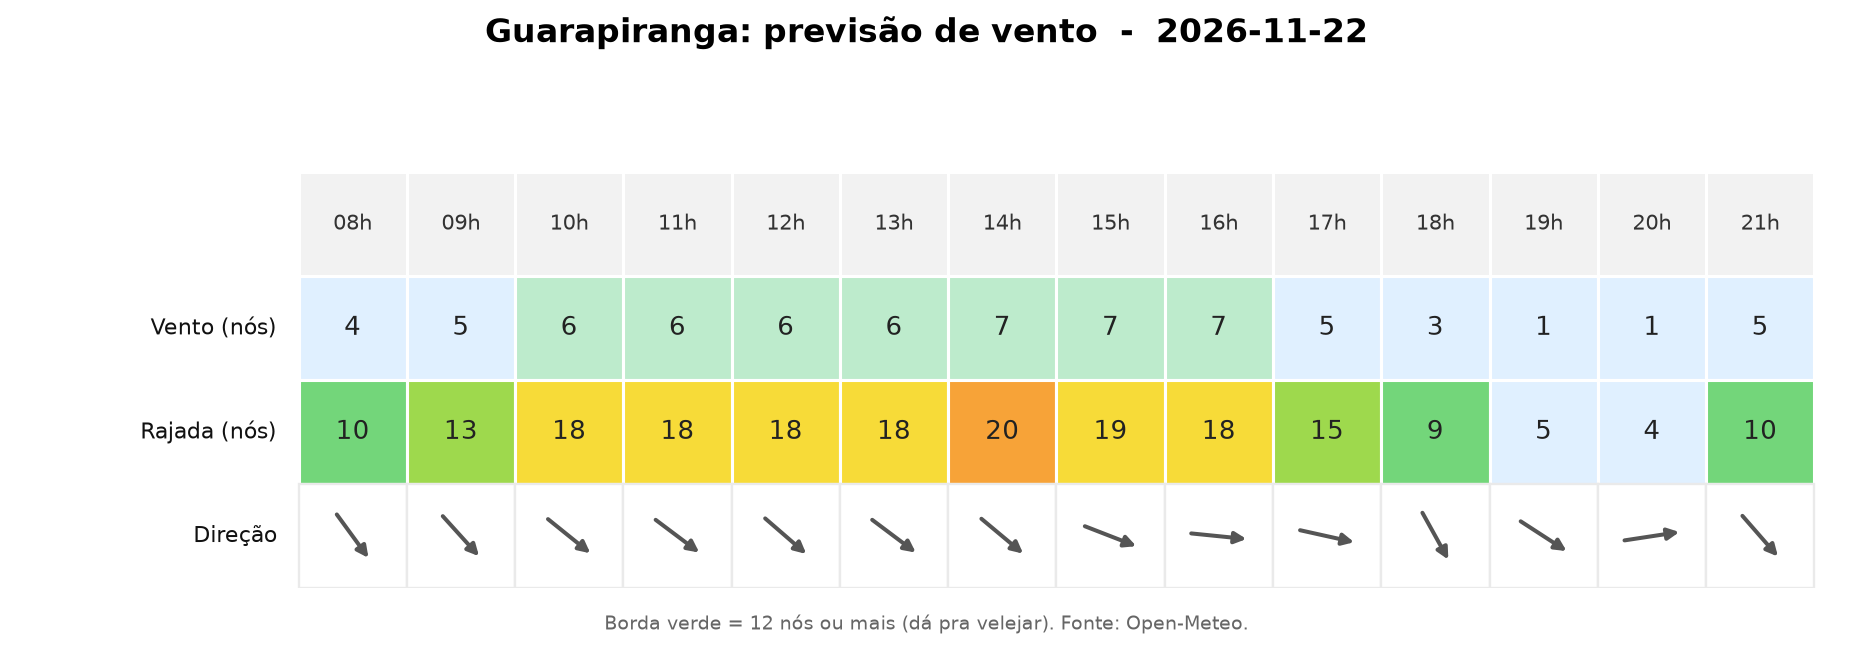 Guarapiranga: previsão de vento - 2026-11-22
08h 09h 10h 11h 12h 13h 14h 15h 16h 17h 18h 19h 20h 21h
Vento (nós) 4 5 6 6 6 6 7 7 7 5 3 1 1 5
Rajada (nós) 10 13 18 18 18 18 20 19 18 15 9 5 4 10
Direção
Borda verde = 12 nós ou mais (dá pra velejar). Fonte: Open-Meteo.